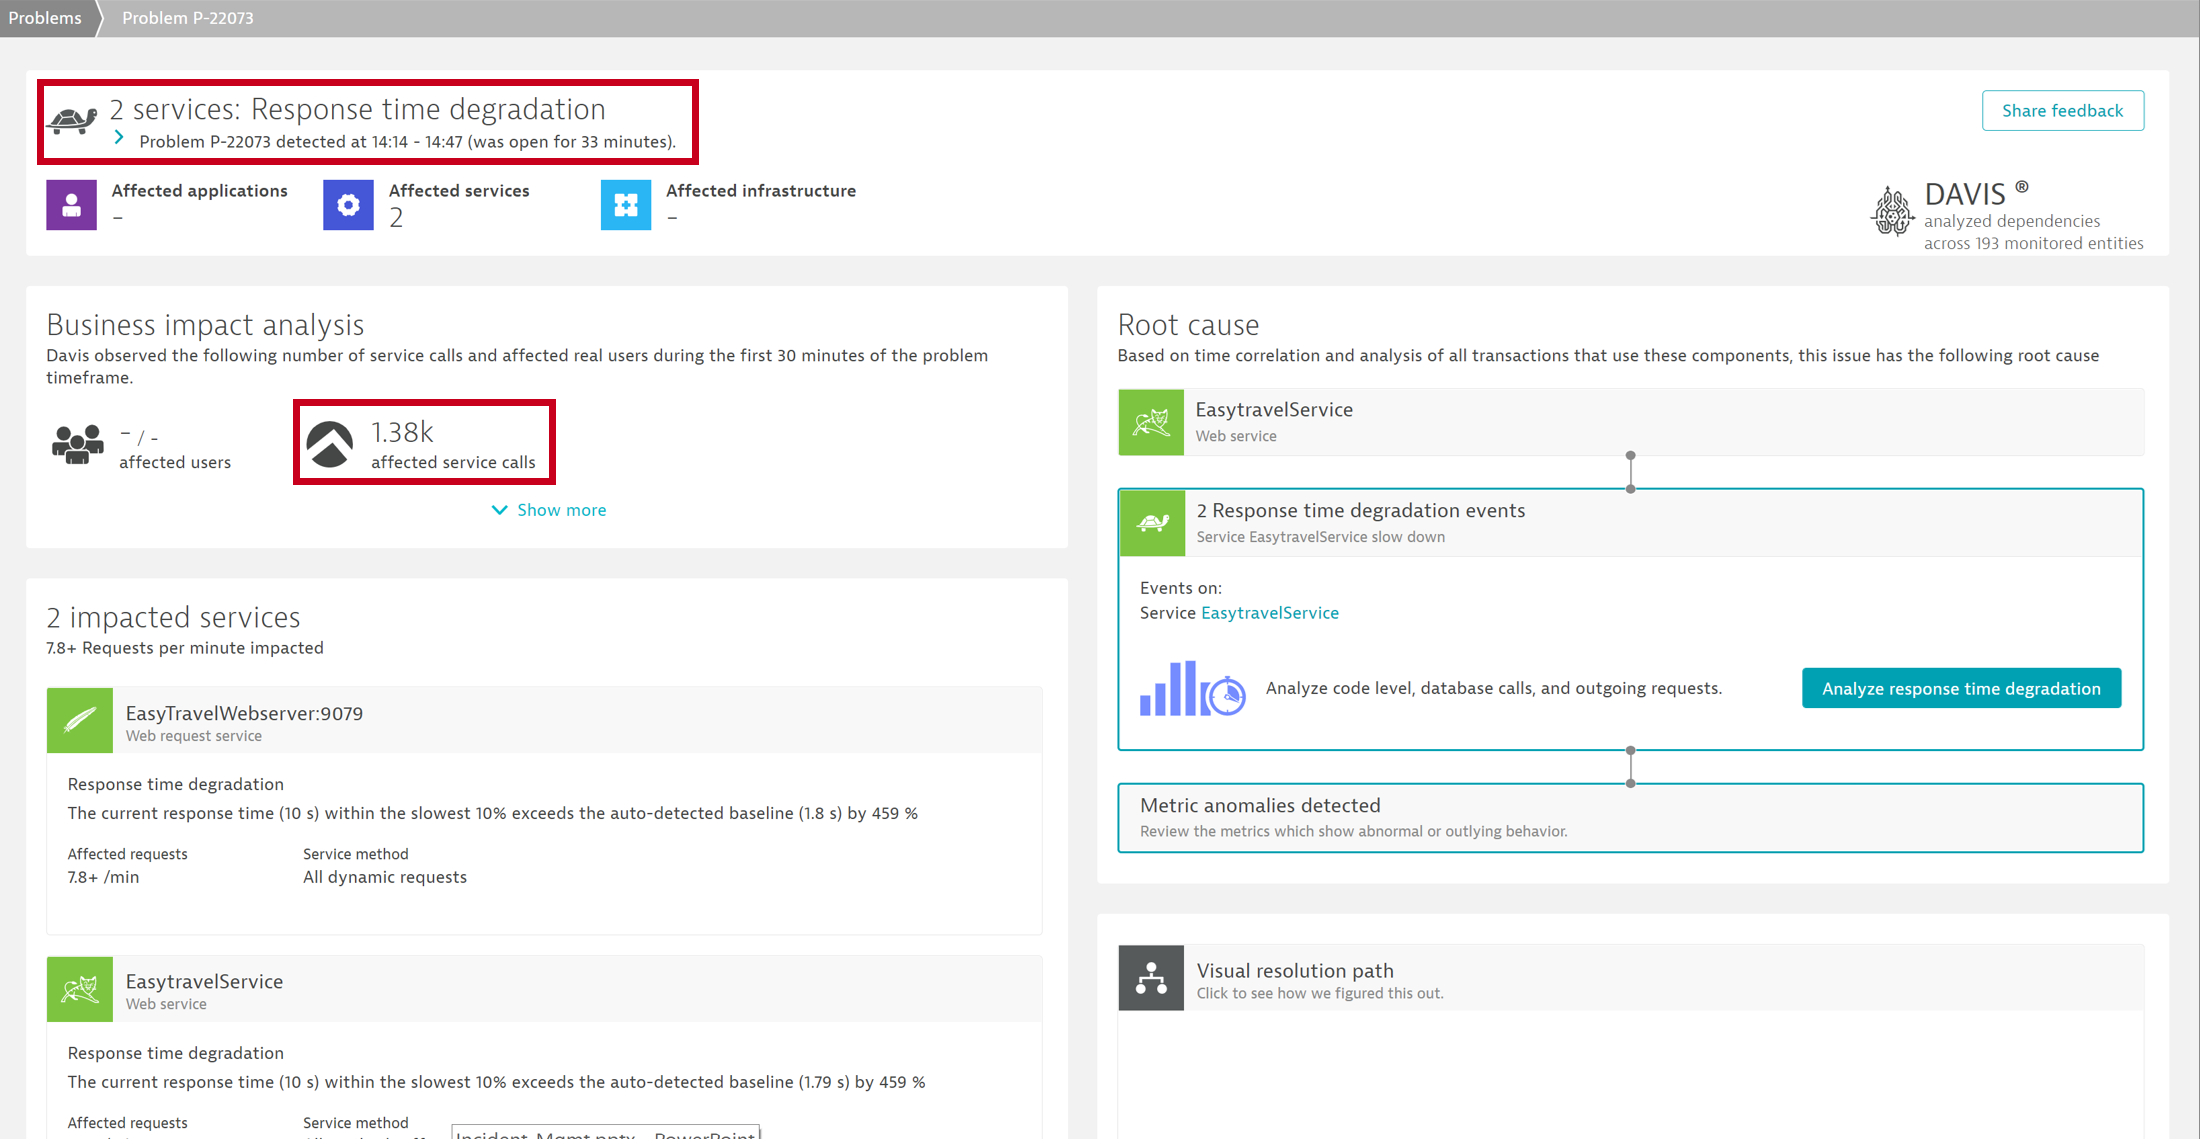 Problems
Problem P-22073
2 services: Response time degradation
Problem P-22073 detected at 14:14 - 14:47 (was open for 33 minutes).
Share feedback
Affected applications
–
Affected services
2
Affected infrastructure
–
DAVIS ®
analyzed dependencies
across 193 monitored entities
Business impact analysis
Davis observed the following number of service calls and affected real users during the first 30 minutes of the problem
timeframe.
– / -
affected users
1.38k
affected service calls
Show more
2 impacted services
7.8+ Requests per minute impacted
EasyTravelWebserver:9079
Web request service
Response time degradation
The current response time (10 s) within the slowest 10% exceeds the auto-detected baseline (1.8 s) by 459 %
Affected requests
Service method
7.8+ /min
All dynamic requests
EasytravelService
Web service
Response time degradation
The current response time (10 s) within the slowest 10% exceeds the auto-detected baseline (1.79 s) by 459 %
Affected requests
Service method
Incident_Mgmt.pptx - PowerPoint
Root cause
Based on time correlation and analysis of all transactions that use these components, this issue has the following root cause
EasytravelService
Web service
2 Response time degradation events
Service EasytravelService slow down
Events on:
Service EasytravelService
Analyze code level, database calls, and outgoing requests.
Analyze response time degradation
Metric anomalies detected
Review the metrics which show abnormal or outlying behavior.
Visual resolution path
Click to see how we figured this out.